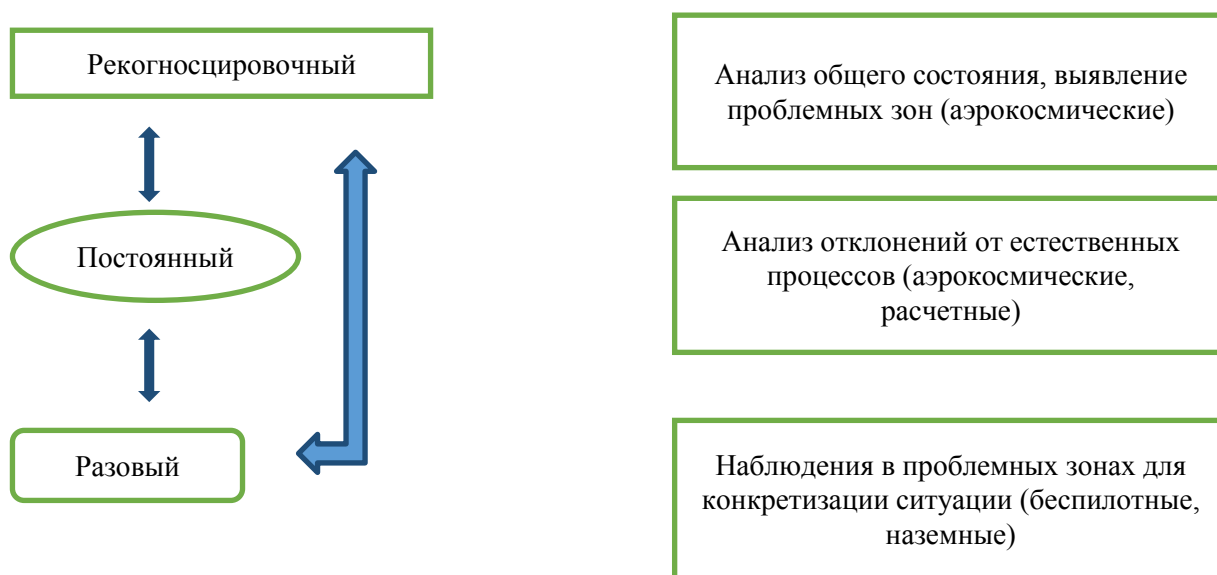 Рекогносцировочный
Анализ общего состояния, выявление
проблемных зон (аэрокосмические)
Постоянный
Анализ отклонений от естественных
процессов (аэрокосмические,
расчетные)
Разовый
Наблюдения в проблемных зонах для
конкретизации ситуации (беспилотные,
наземные)